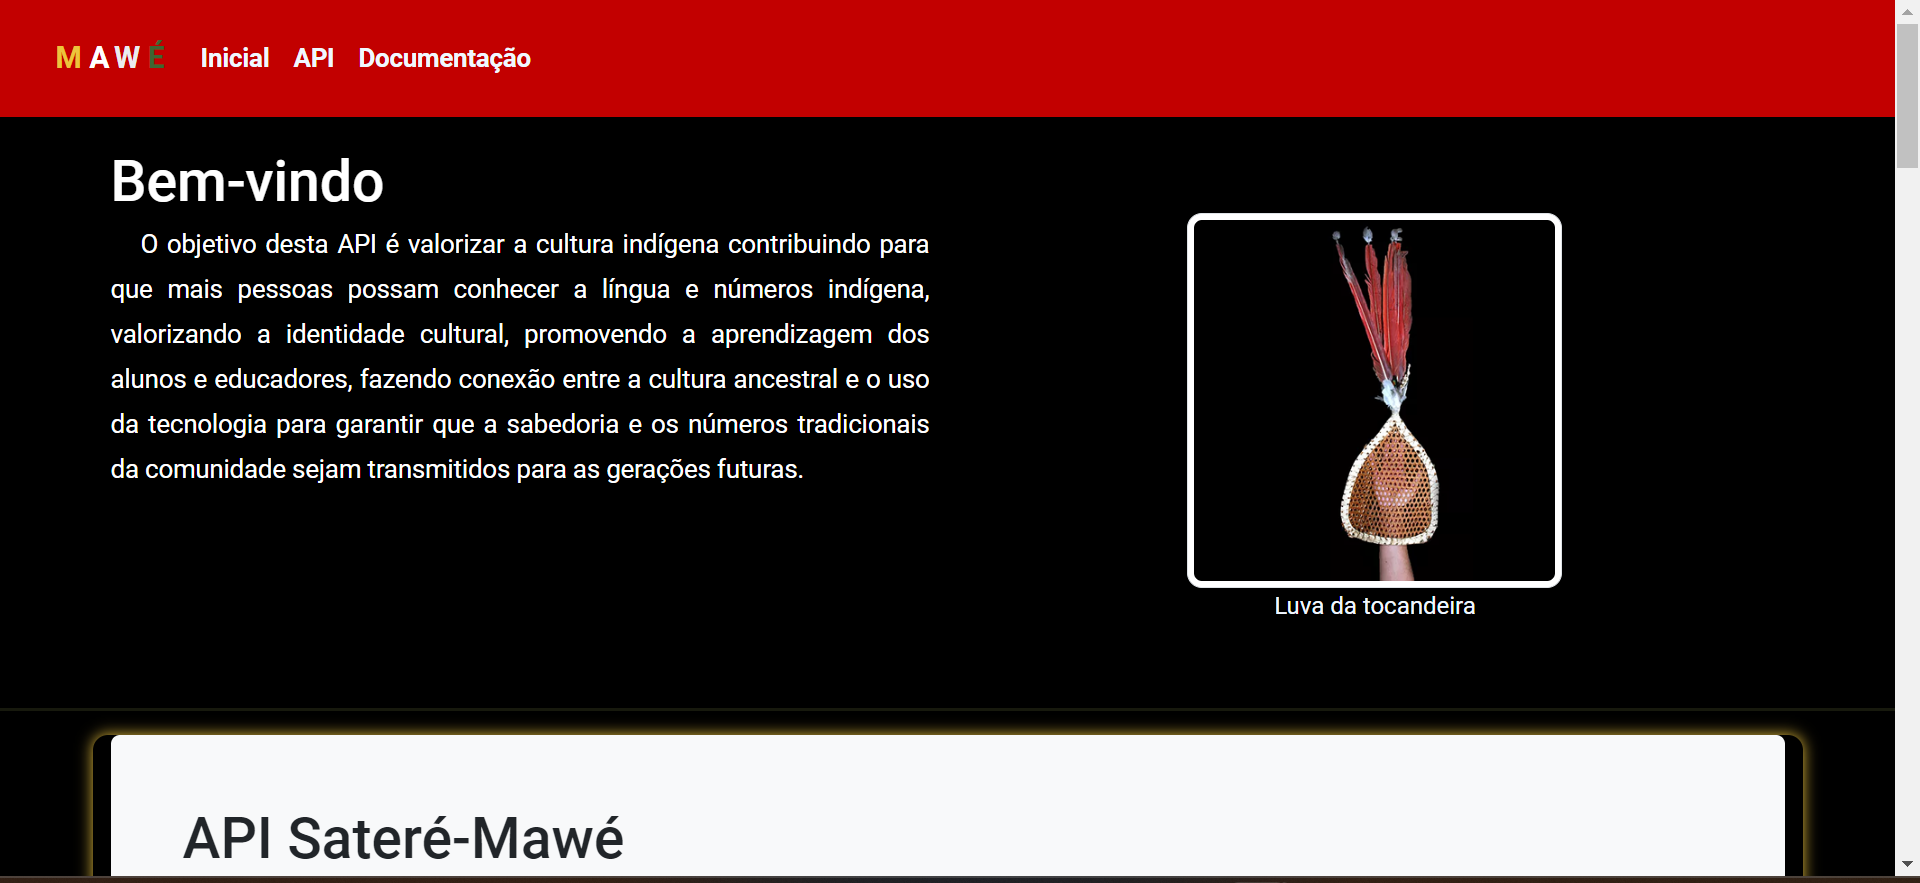 MAWÉ Inicial API Documentação
Bem-vindo
O objetivo desta API é valorizar a cultura indígena contribuindo para
que mais pessoas possam conhecer a língua e números indígena,
valorizando a identidade cultural, promovendo a aprendizagem dos
alunos e educadores, fazendo conexão entre a cultura ancestral e o uso
da tecnologia para garantir que a sabedoria e os números tradicionais
da comunidade sejam transmitidos para as gerações futuras.
Luva da tocandeira
API Sateré-Mawé